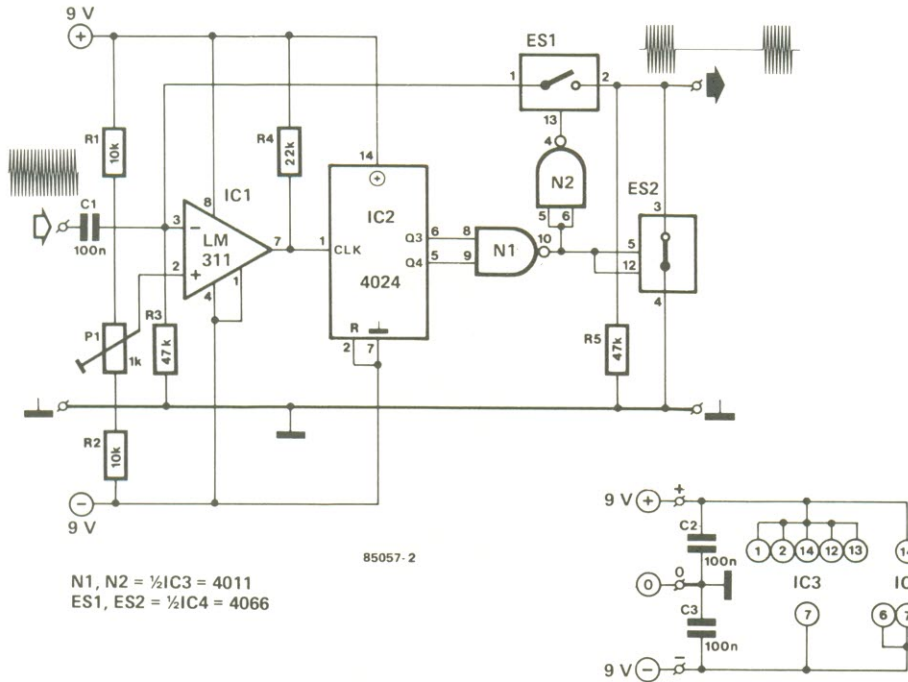 9 V
+
ES1
1
2
13
4
N2
5
6
ES2
3
5
12
4
R1
10k
R4
22k
14
+
8
IC1
IC2
C1
100n
3
−
LM
311
2
+
7
1
4
1
CLK
4024
Q3
6
Q4
5
8
9
N1
10
R
2
7
P1
1k
R3
47k
R5
47k
R2
10k
−
9 V
85057-2
N1, N2 = ½IC3 = 4011
ES1, ES2 = ½IC4 = 4066
9 V
+
+
C2
100n
1
2
14
12
13
14
0
0
IC3
IC
C3
100n
7
6
7
9 V
−
−